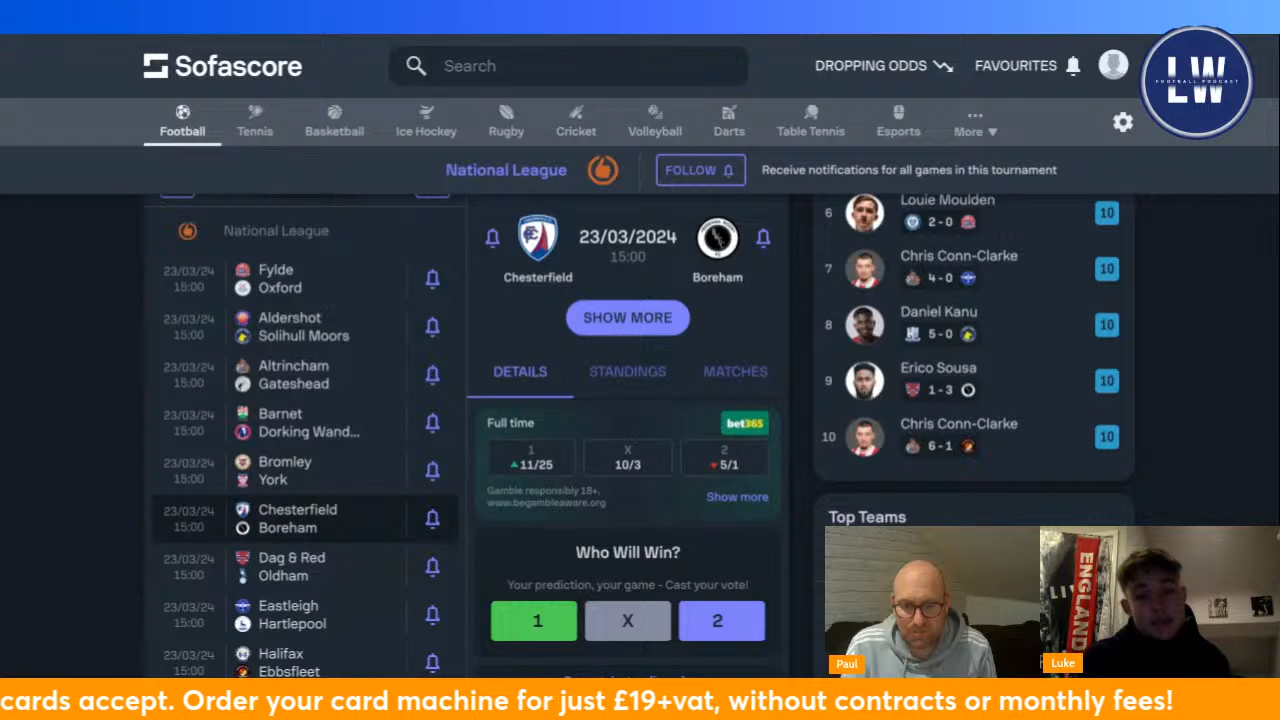 Sofascore
Search
DROPPING ODDS
FAVOURITES
LW
FOOTBALL PODCAST
Football
Tennis
Basketball
Ice Hockey
Rugby
Cricket
Volleyball
Darts
Table Tennis
Esports
More ▼
National League
FOLLOW
Receive notifications for all games in this tournament
National League
23/03/24
15:00
Fylde
Oxford
23/03/24
15:00
Aldershot
Solihull Moors
23/03/24
15:00
Altrincham
Gateshead
23/03/24
15:00
Barnet
Dorking Wand...
23/03/24
15:00
Bromley
York
23/03/24
15:00
Chesterfield
Boreham
23/03/24
15:00
Dag & Red
Oldham
23/03/24
15:00
Eastleigh
Hartlepool
23/03/24
15:00
Halifax
Ebbsfleet
Chesterfield
23/03/2024
15:00
Boreham
SHOW MORE
DETAILS
STANDINGS
MATCHES
Full time
bet365
1
11/25
X
10/3
2
5/1
Gamble responsibly 18+,
www.begambleaware.org
Show more
Who Will Win?
Your prediction, your game - Cast your vote!
1
X
2
6
Louie Moulden
2 - 0
10
7
Chris Conn-Clarke
4 - 0
10
8
Daniel Kanu
5 - 0
10
9
Erico Sousa
1 - 3
10
10
Chris Conn-Clarke
6 - 1
10
Top Teams
ENGLAND
Paul
Luke
cards accept. Order your card machine for just £19+vat, without contracts or monthly fees!